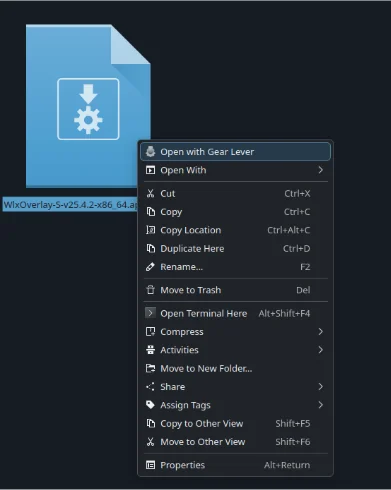 WlxOverlay-S-v25.4.2-x86_64.ap
Open with Gear Lever
Open With
Cut Ctrl+X
Copy Ctrl+C
Copy Location Ctrl+Alt+C
Duplicate Here Ctrl+D
Rename... F2
Move to Trash Del
Open Terminal Here Alt+Shift+F4
Compress
Activities
Move to New Folder...
Share
Assign Tags
Copy to Other View Shift+F5
Move to Other View Shift+F6
Properties Alt+Return